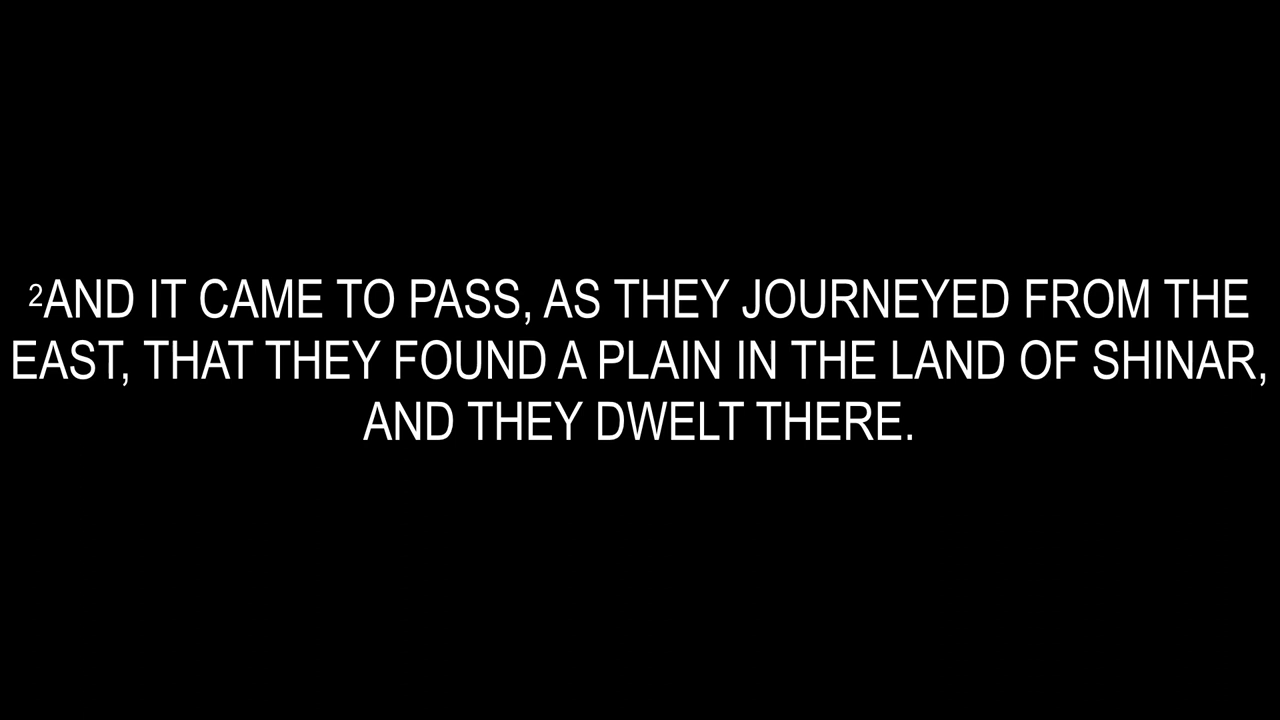 ²AND IT CAME TO PASS, AS THEY JOURNEYED FROM THE
EAST, THAT THEY FOUND A PLAIN IN THE LAND OF SHINAR,
AND THEY DWELT THERE.